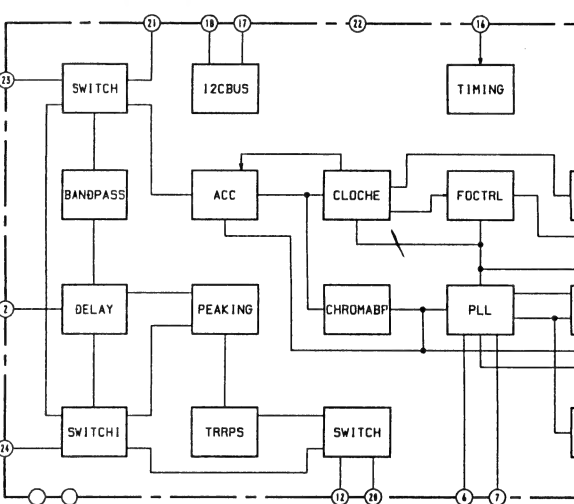 21 18 17 22 16
23
SWITCH I2CBUS TIMING
BANDPASS ACC CLOCHE FOCTRL
2
DELAY PEAKING CHROMABP PLL
24
SWITCH1 TRRPS SWITCH
12 20 6 7